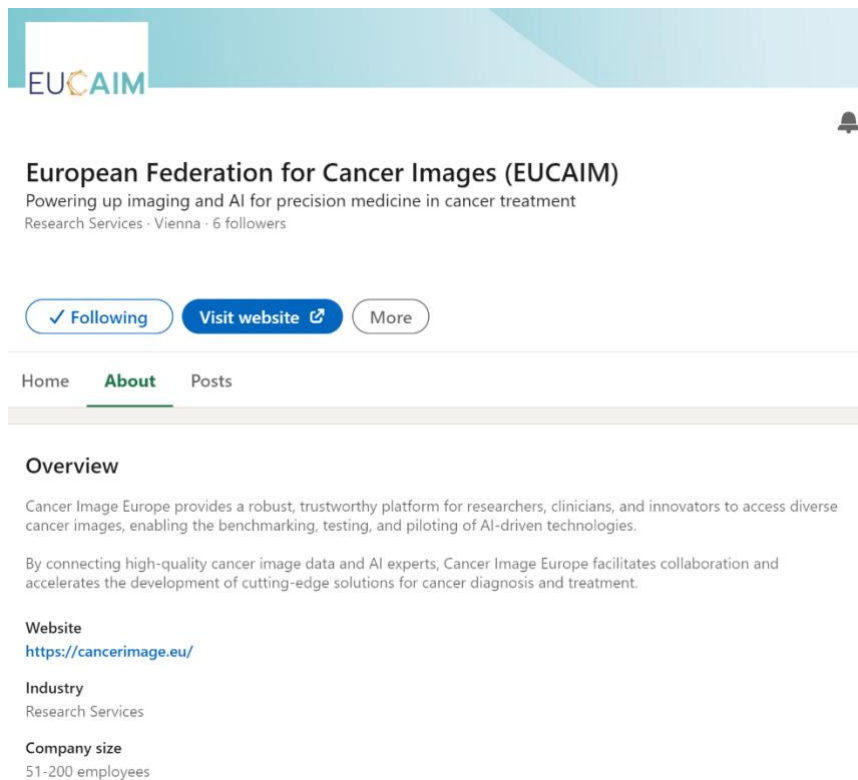 EUCAIM
European Federation for Cancer Images (EUCAIM)
Powering up imaging and AI for precision medicine in cancer treatment
Research Services · Vienna · 6 followers
✓ Following
Visit website
More
Home
About
Posts
Overview
Cancer Image Europe provides a robust, trustworthy platform for researchers, clinicians, and innovators to access diverse
cancer images, enabling the benchmarking, testing, and piloting of AI-driven technologies.
By connecting high-quality cancer image data and AI experts, Cancer Image Europe facilitates collaboration and
accelerates the development of cutting-edge solutions for cancer diagnosis and treatment.
Website
https://cancerimage.eu/
Industry
Research Services
Company size
51-200 employees